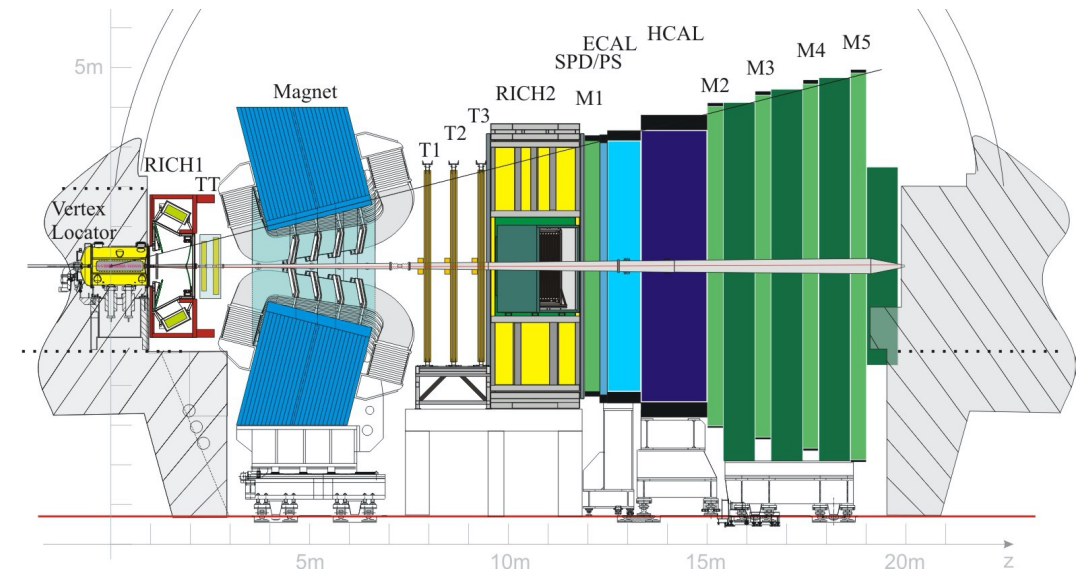 5m
Vertex
Locator
RICH1
TT
Magnet
T1
T2
T3
RICH2
M1
SPD/PS
ECAL
HCAL
M2
M3
M4
M5
5m
10m
15m
20m
z